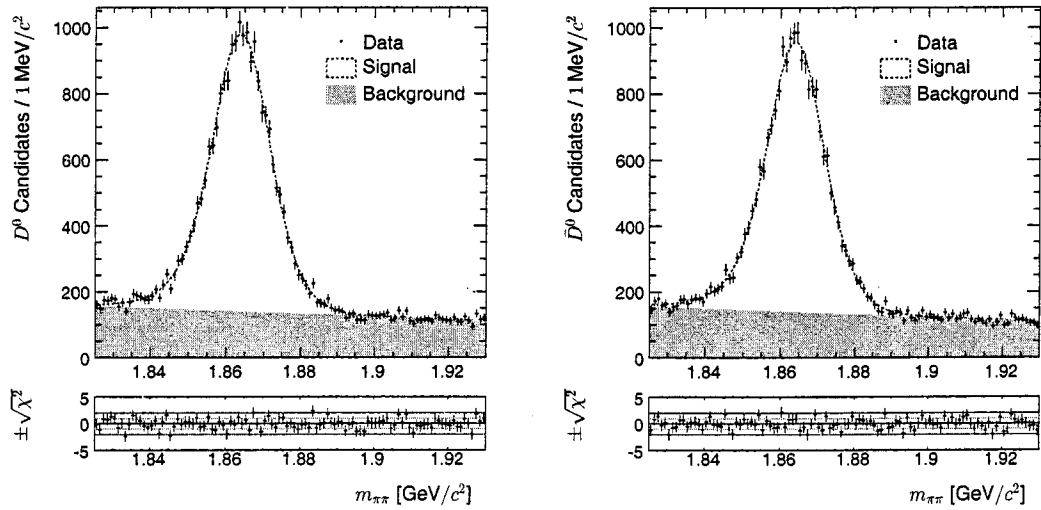 D⁰ Candidates / 1 MeV/c²
1000
800
600
400
200
0
Data
Signal
Background
1.84 1.86 1.88 1.9 1.92
±√χ²
5
0
-5
1.84 1.86 1.88 1.9 1.92
m_ππ [GeV/c²]
D̄⁰ Candidates / 1 MeV/c²
1000
800
600
400
200
0
Data
Signal
Background
1.84 1.86 1.88 1.9 1.92
±√χ²
5
0
-5
1.84 1.86 1.88 1.9 1.92
m_ππ [GeV/c²]